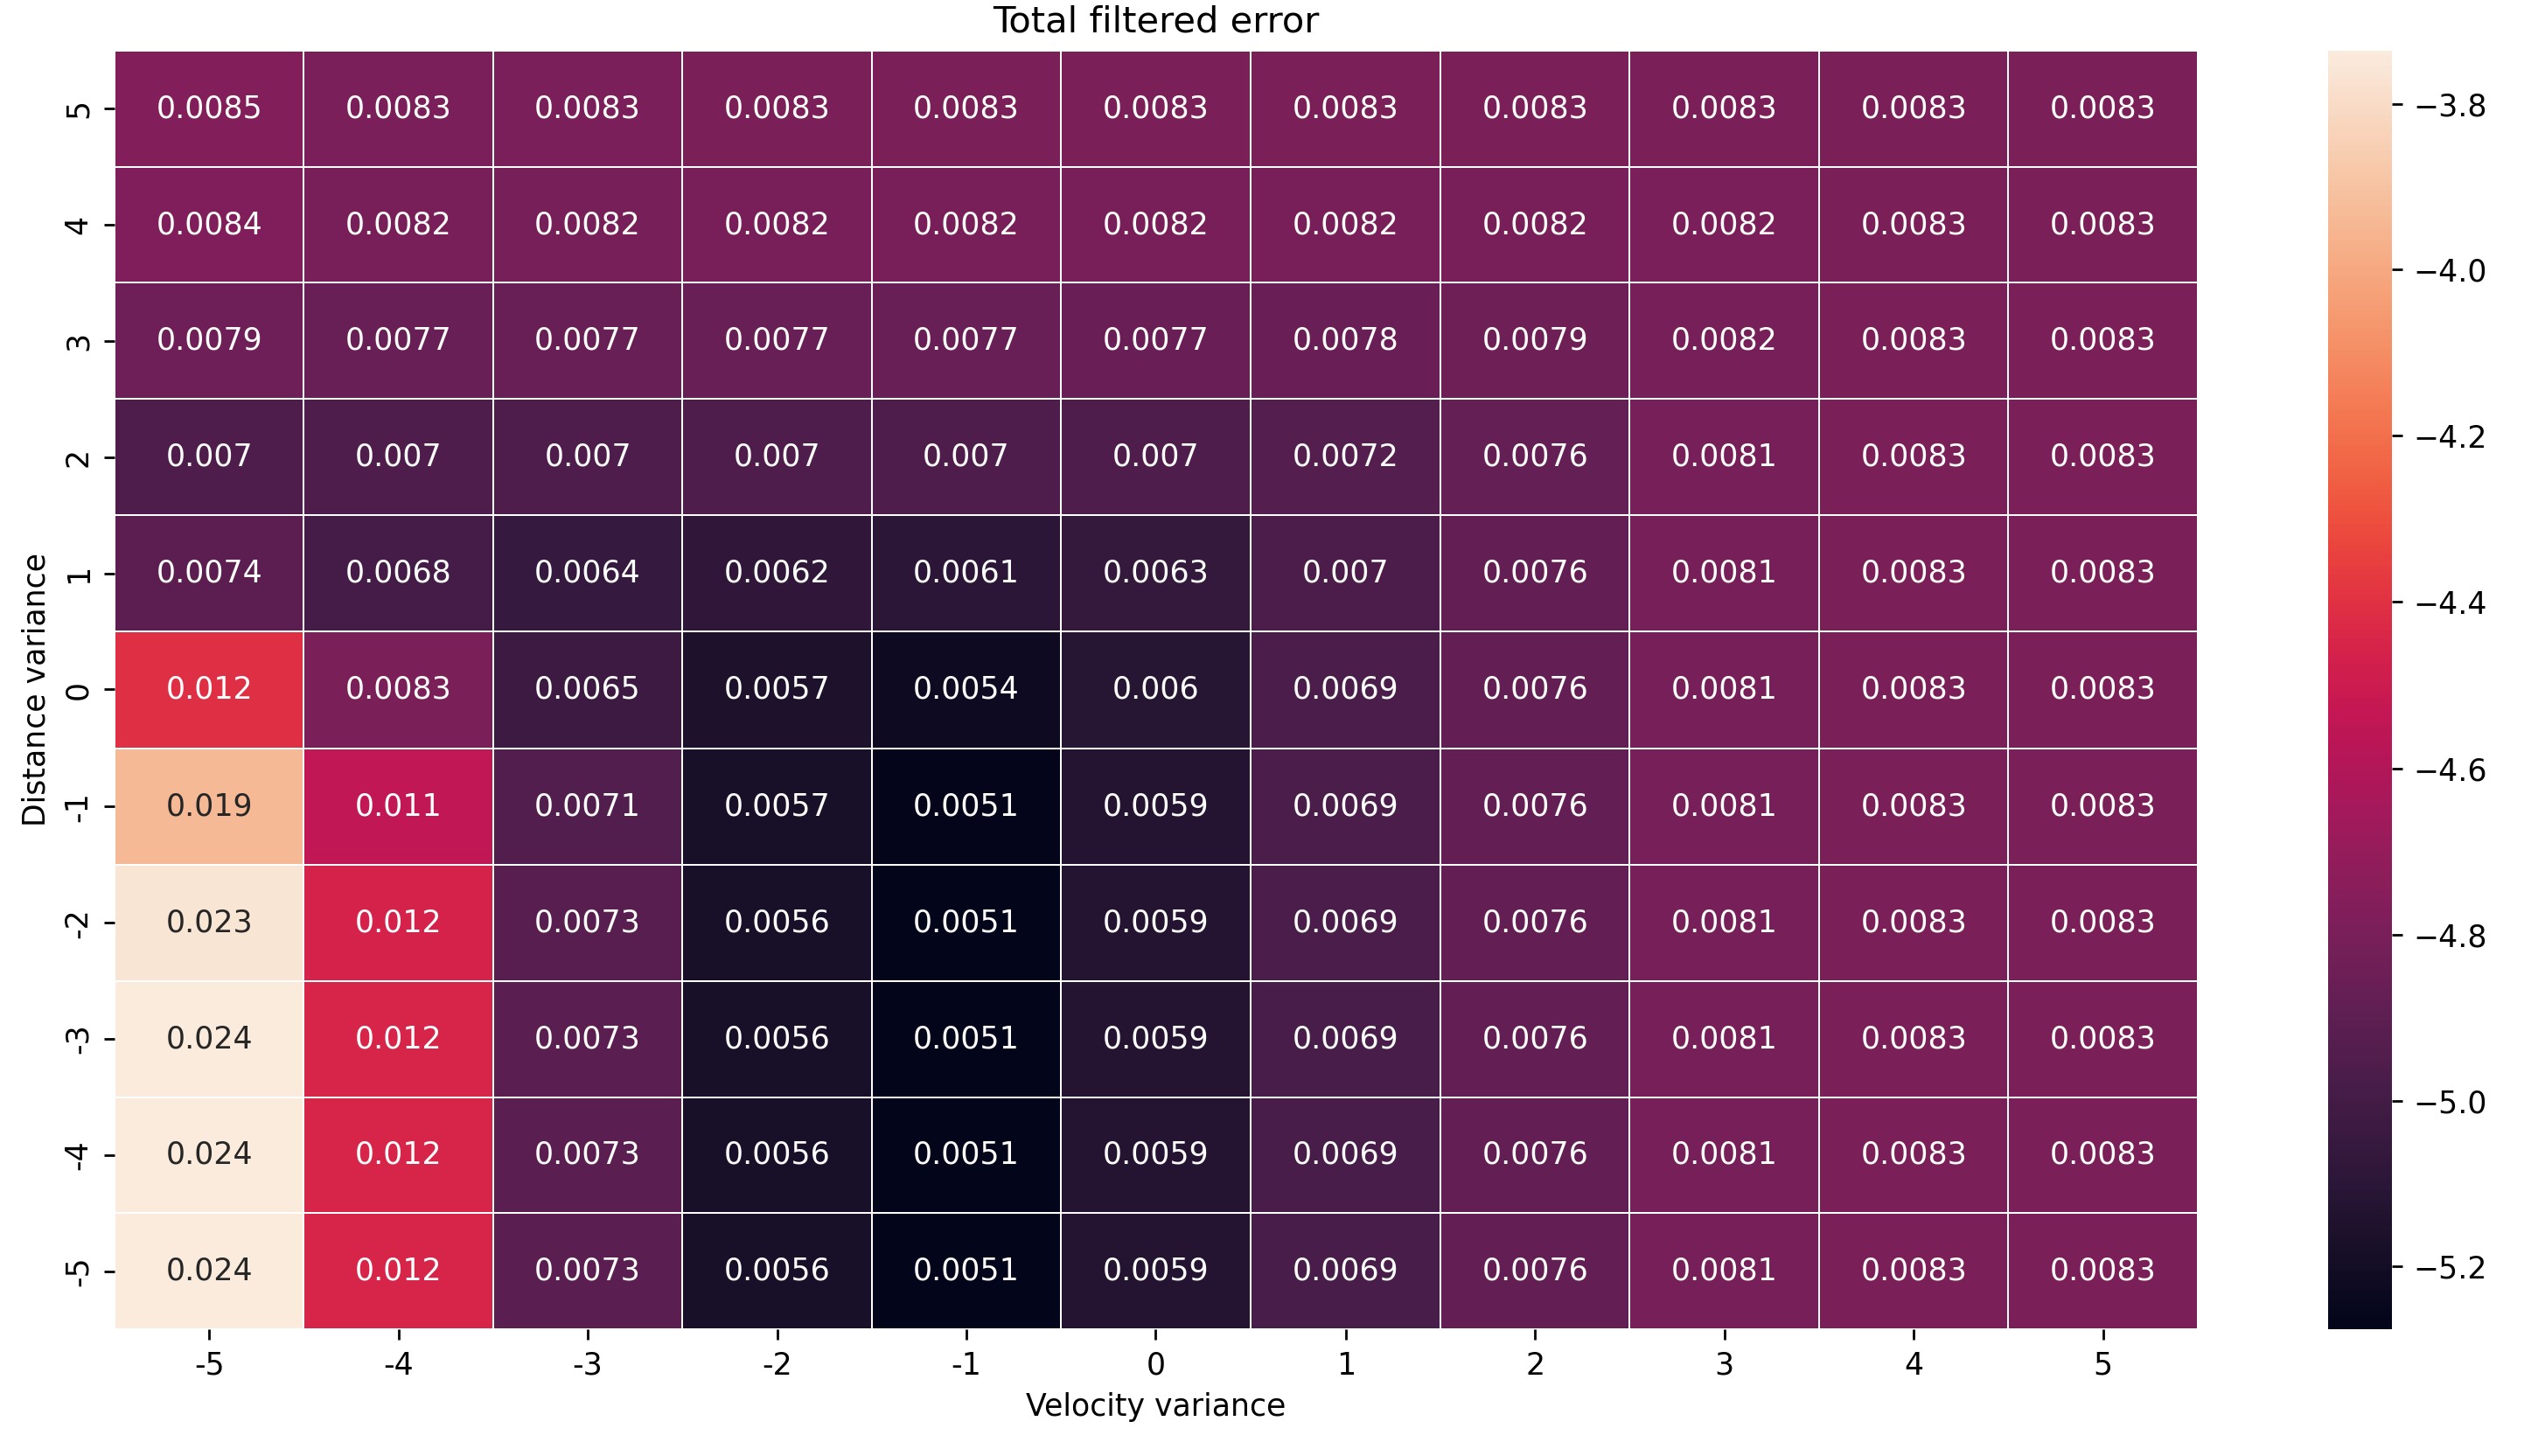 Total filtered error
5 0.0085 0.0083 0.0083 0.0083 0.0083 0.0083 0.0083 0.0083 0.0083 0.0083 0.0083
4 0.0084 0.0082 0.0082 0.0082 0.0082 0.0082 0.0082 0.0082 0.0082 0.0083 0.0083
3 0.0079 0.0077 0.0077 0.0077 0.0077 0.0077 0.0078 0.0079 0.0082 0.0083 0.0083
2 0.007 0.007 0.007 0.007 0.007 0.007 0.0072 0.0076 0.0081 0.0083 0.0083
1 0.0074 0.0068 0.0064 0.0062 0.0061 0.0063 0.007 0.0076 0.0081 0.0083 0.0083
0 0.012 0.0083 0.0065 0.0057 0.0054 0.006 0.0069 0.0076 0.0081 0.0083 0.0083
-1 0.019 0.011 0.0071 0.0057 0.0051 0.0059 0.0069 0.0076 0.0081 0.0083 0.0083
-2 0.023 0.012 0.0073 0.0056 0.0051 0.0059 0.0069 0.0076 0.0081 0.0083 0.0083
-3 0.024 0.012 0.0073 0.0056 0.0051 0.0059 0.0069 0.0076 0.0081 0.0083 0.0083
-4 0.024 0.012 0.0073 0.0056 0.0051 0.0059 0.0069 0.0076 0.0081 0.0083 0.0083
-5 0.024 0.012 0.0073 0.0056 0.0051 0.0059 0.0069 0.0076 0.0081 0.0083 0.0083
-5 -4 -3 -2 -1 0 1 2 3 4 5
Velocity variance
Distance variance
−3.8
−4.0
−4.2
−4.4
−4.6
−4.8
−5.0
−5.2